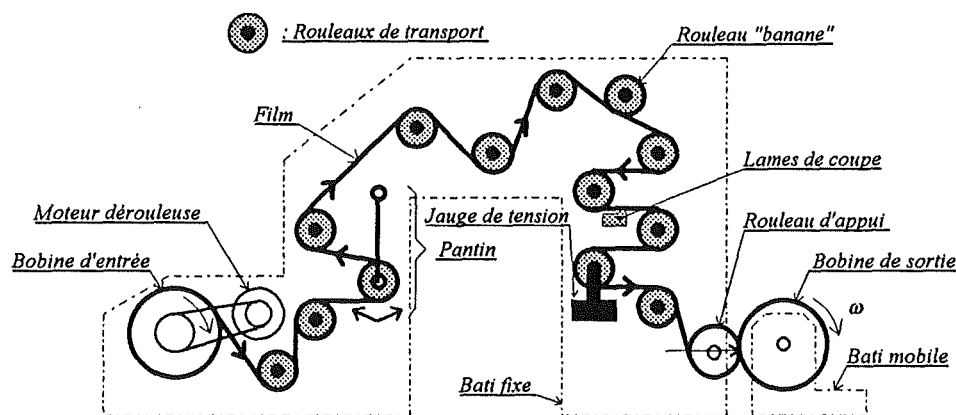 : Rouleaux de transport
Rouleau "banane"
Film
Lames de coupe
Moteur dérouleuse
Jauge de tension
Rouleau d'appui
Bobine d'entrée
Pantin
Bobine de sortie
ω
Bati mobile
Bati fixe